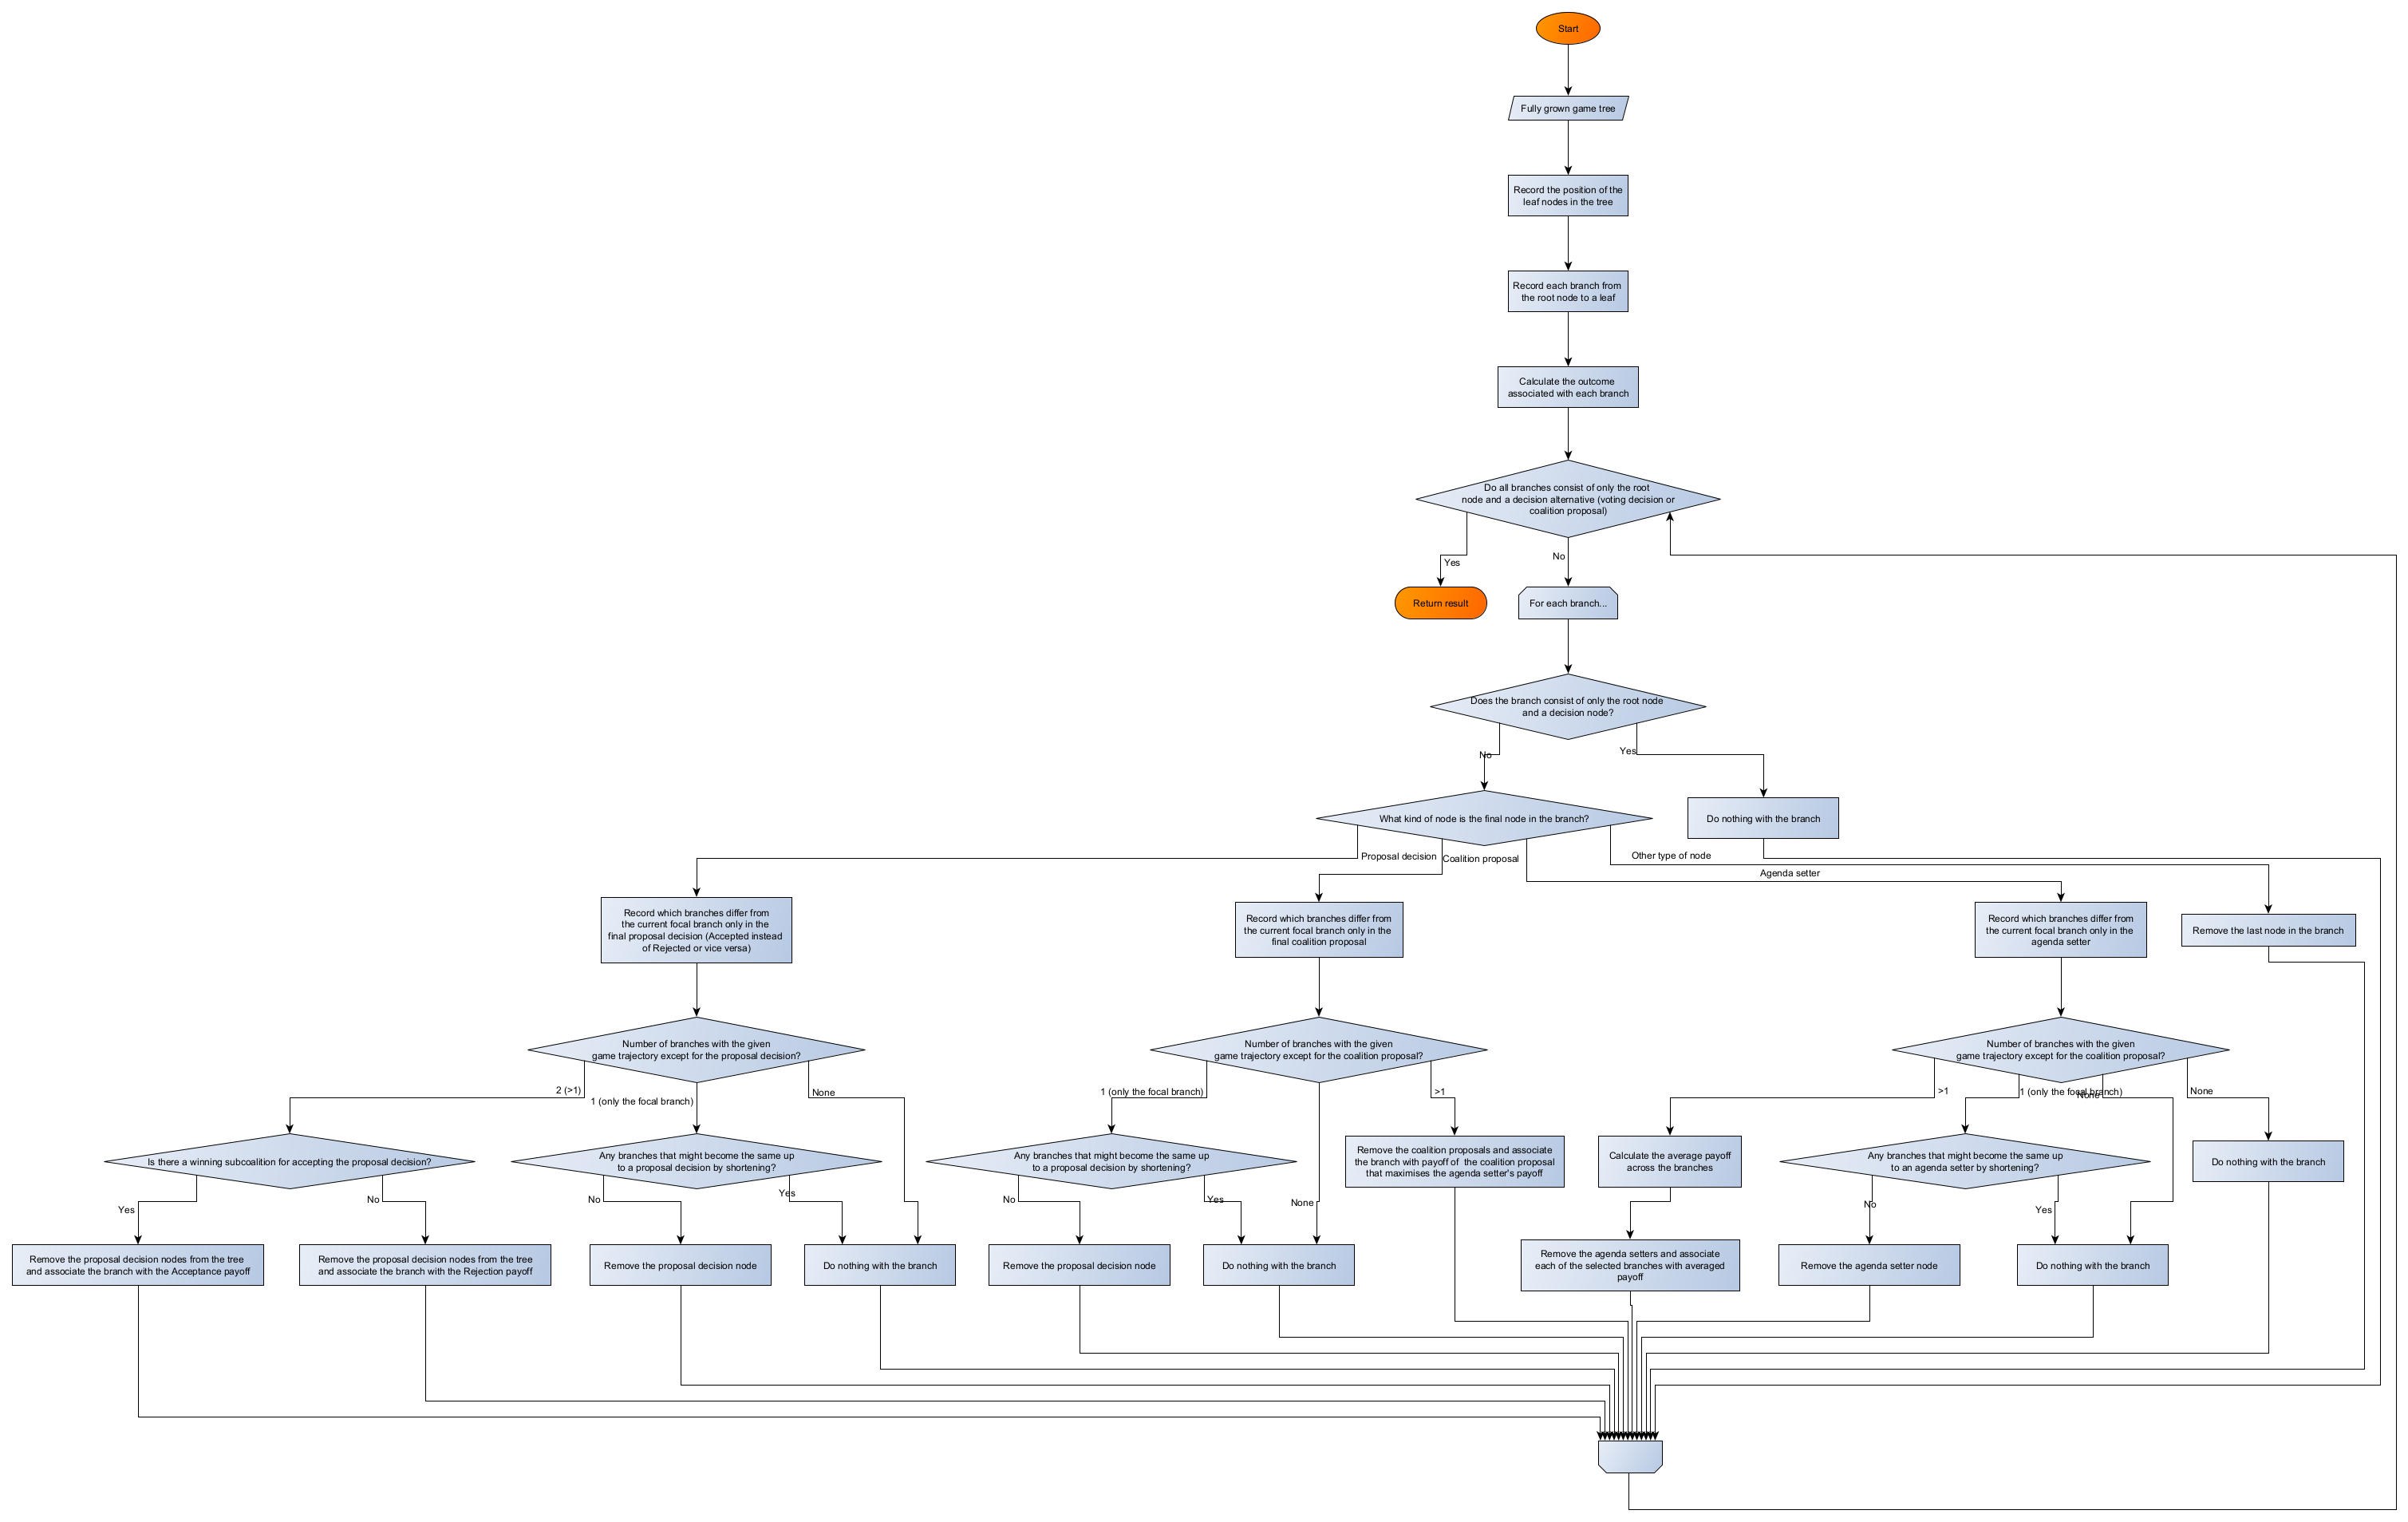 Start
Fully grown game tree
Record the position of the
leaf nodes in the tree
Record each branch from
the root node to a leaf
Calculate the outcome
associated with each branch
Do all branches consist of only the root
node and a decision alternative (voting decision or
coalition proposal)
Yes
No
Return result
For each branch...
Does the branch consist of only the root node
and a decision node?
No
Yes
What kind of node is the final node in the branch?
Do nothing with the branch
Proposal decision
Coalition proposal
Agenda setter
Other type of node
Record which branches differ from
the current focal branch only in the
final proposal decision (Accepted instead
of Rejected or vice versa)
Record which branches differ from
the current focal branch only in the
final coalition proposal
Record which branches differ from
the current focal branch only in the
agenda setter
Remove the last node in the branch
Number of branches with the given
game trajectory except for the proposal decision?
Number of branches with the given
game trajectory except for the coalition proposal?
Number of branches with the given
game trajectory except for the coalition proposal?
2 (>1)
1 (only the focal branch)
None
1 (only the focal branch)
>1
>1
1 (only the focal branch)
None
None
Is there a winning subcoalition for accepting the proposal decision?
Any branches that might become the same up
to a proposal decision by shortening?
Any branches that might become the same up
to a proposal decision by shortening?
Remove the coalition proposals and associate
the branch with payoff of  the coalition proposal
that maximises the agenda setter's payoff
Calculate the average payoff
across the branches
Any branches that might become the same up
to an agenda setter by shortening?
Do nothing with the branch
Yes
No
No
Yes
No
Yes
None
No
Yes
Remove the proposal decision nodes from the tree
and associate the branch with the Acceptance payoff
Remove the proposal decision nodes from the tree
and associate the branch with the Rejection payoff
Remove the proposal decision node
Do nothing with the branch
Remove the proposal decision node
Do nothing with the branch
Remove the agenda setters and associate
each of the selected branches with averaged
payoff
Remove the agenda setter node
Do nothing with the branch